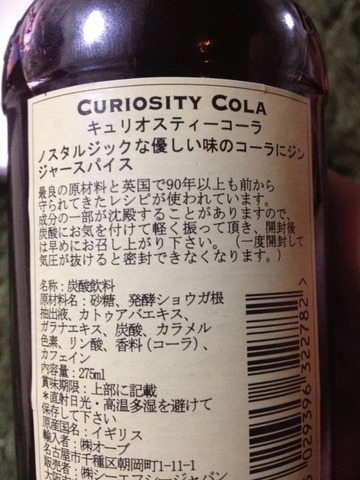 CURIOSITY COLA
キュリオスティーコーラ
ノスタルジックな優しい味のコーラにジン
ジャースパイス
最良の原材料と英国で90年以上も前から
守られてきたレシピが使われています。
成分の一部が沈殿することがありますので、
炭酸にお気を付けて軽く振って頂き、開封後
は早めにお召し上がり下さい。(一度開封して
気圧が抜けると密封できなくなります。)
名称:炭酸飲料
原材料名:砂糖、発酵ショウガ根
抽出液、カトゥアバエキス、
ガラナエキス、炭酸、カラメル
色素、リン酸、香料(コーラ)、
カフェイン
内容量:275ml
賞味期限:上部に記載
*直射日光・高温多湿を避けて
保存して下さい
原産国名:イギリス
輸入者:㈱オーブ
名古屋市千種区朝岡町1-11-1
販売者:㈱シーエフシージャパン
029396 322782 >